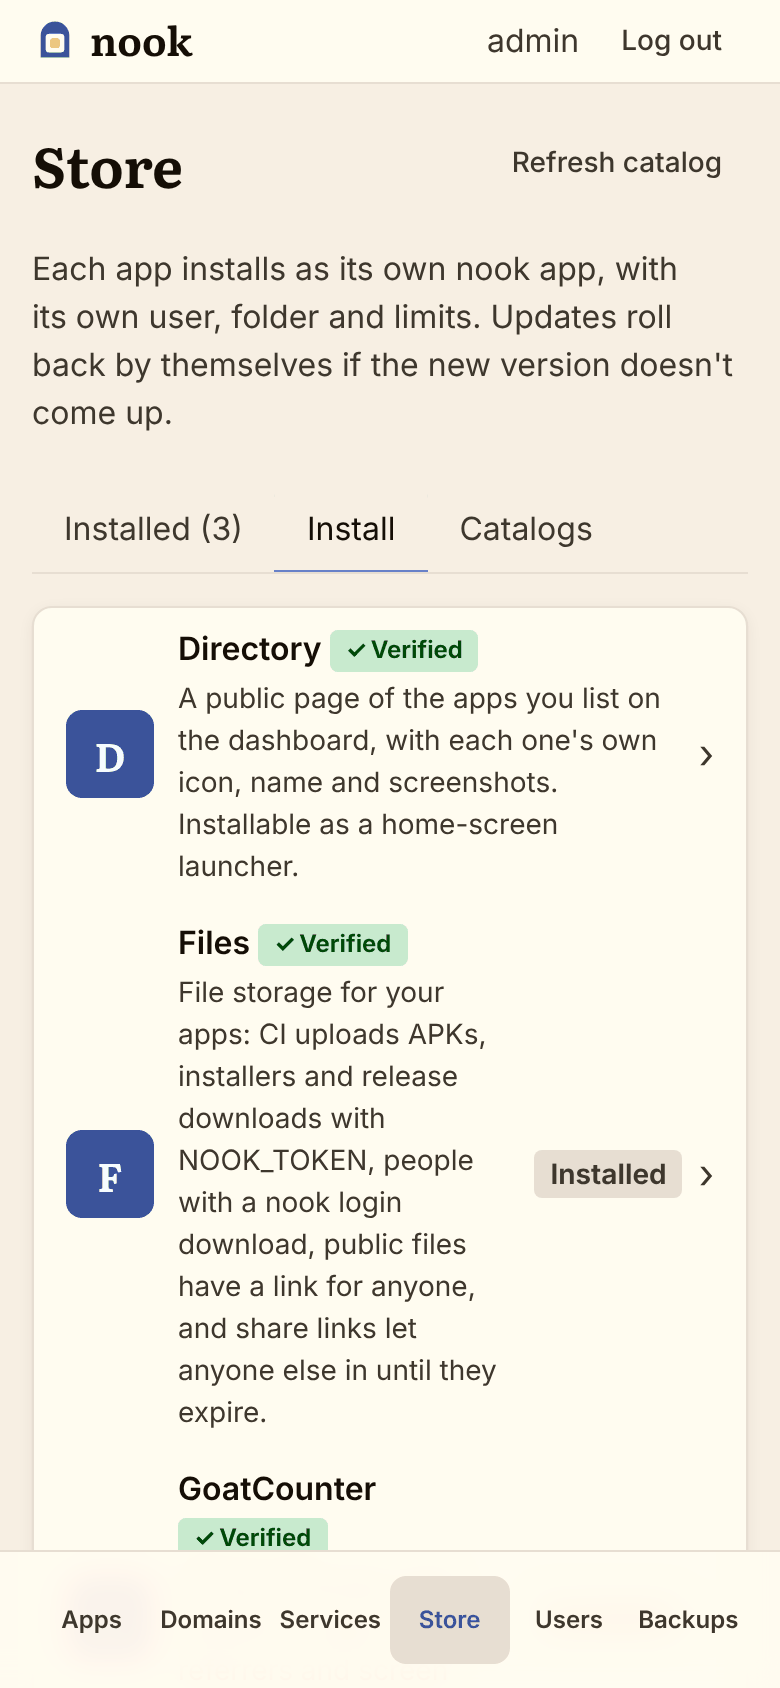 nook
admin
Log out
Store
Refresh catalog
Each app installs as its own nook app, with
its own user, folder and limits. Updates roll
back by themselves if the new version doesn't
come up.
Installed (3)
Install
Catalogs
D
Directory ✓ Verified
A public page of the apps you list on
the dashboard, with each one's own
icon, name and screenshots.
Installable as a home-screen
launcher.
F
Files ✓ Verified
File storage for your
apps: CI uploads APKs,
installers and release
downloads with
NOOK_TOKEN, people
with a nook login
download, public files
have a link for anyone,
and share links let
anyone else in until they
expire.
Installed
GoatCounter
✓ Verified
Apps
Domains
Services
Store
Users
Backups